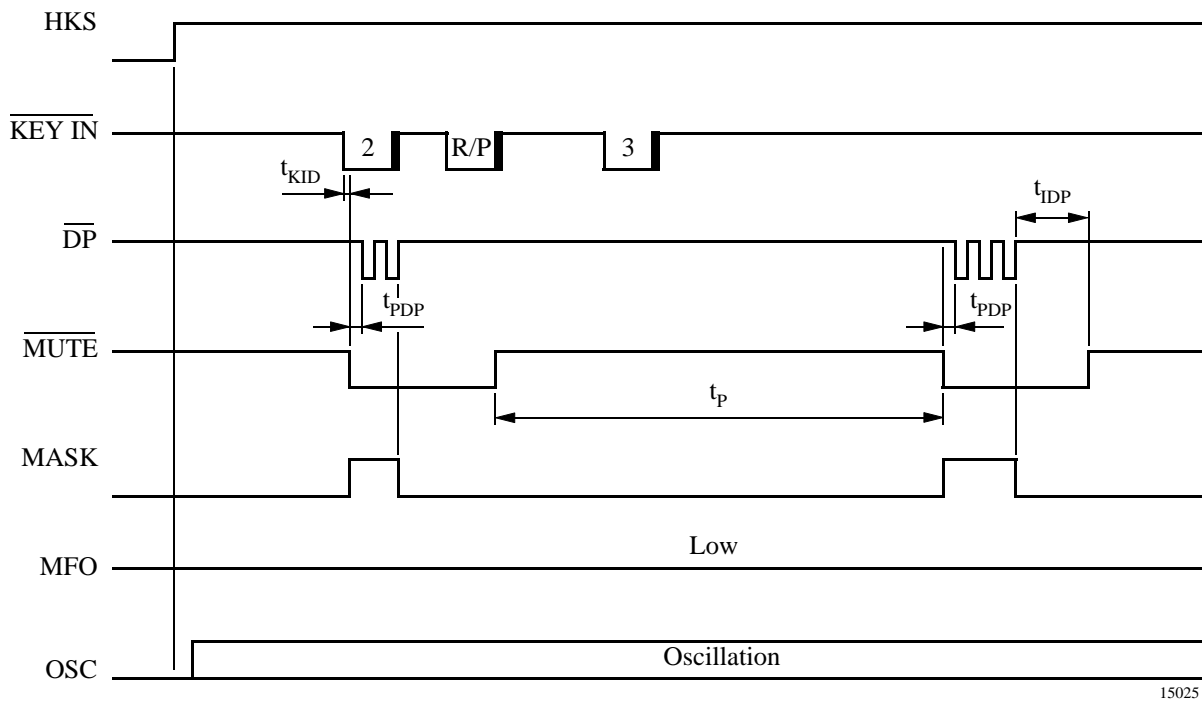 HKS
KEY IN
2 R/P 3
tKID
tIDP
DP
tPDP tPDP
MUTE
tP
MASK
Low
MFO
Oscillation
OSC
15025